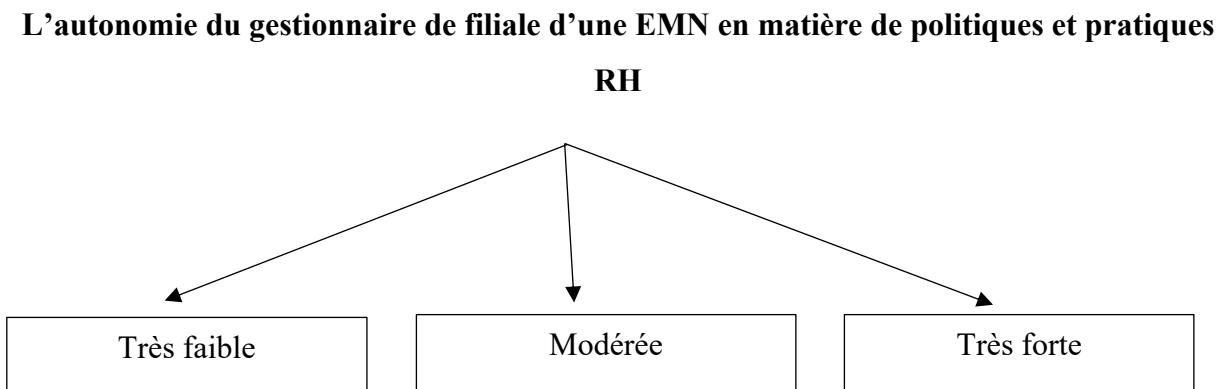 L’autonomie du gestionnaire de filiale d’une EMN en matière de politiques et pratiques
RH
Très faible
Modérée
Très forte